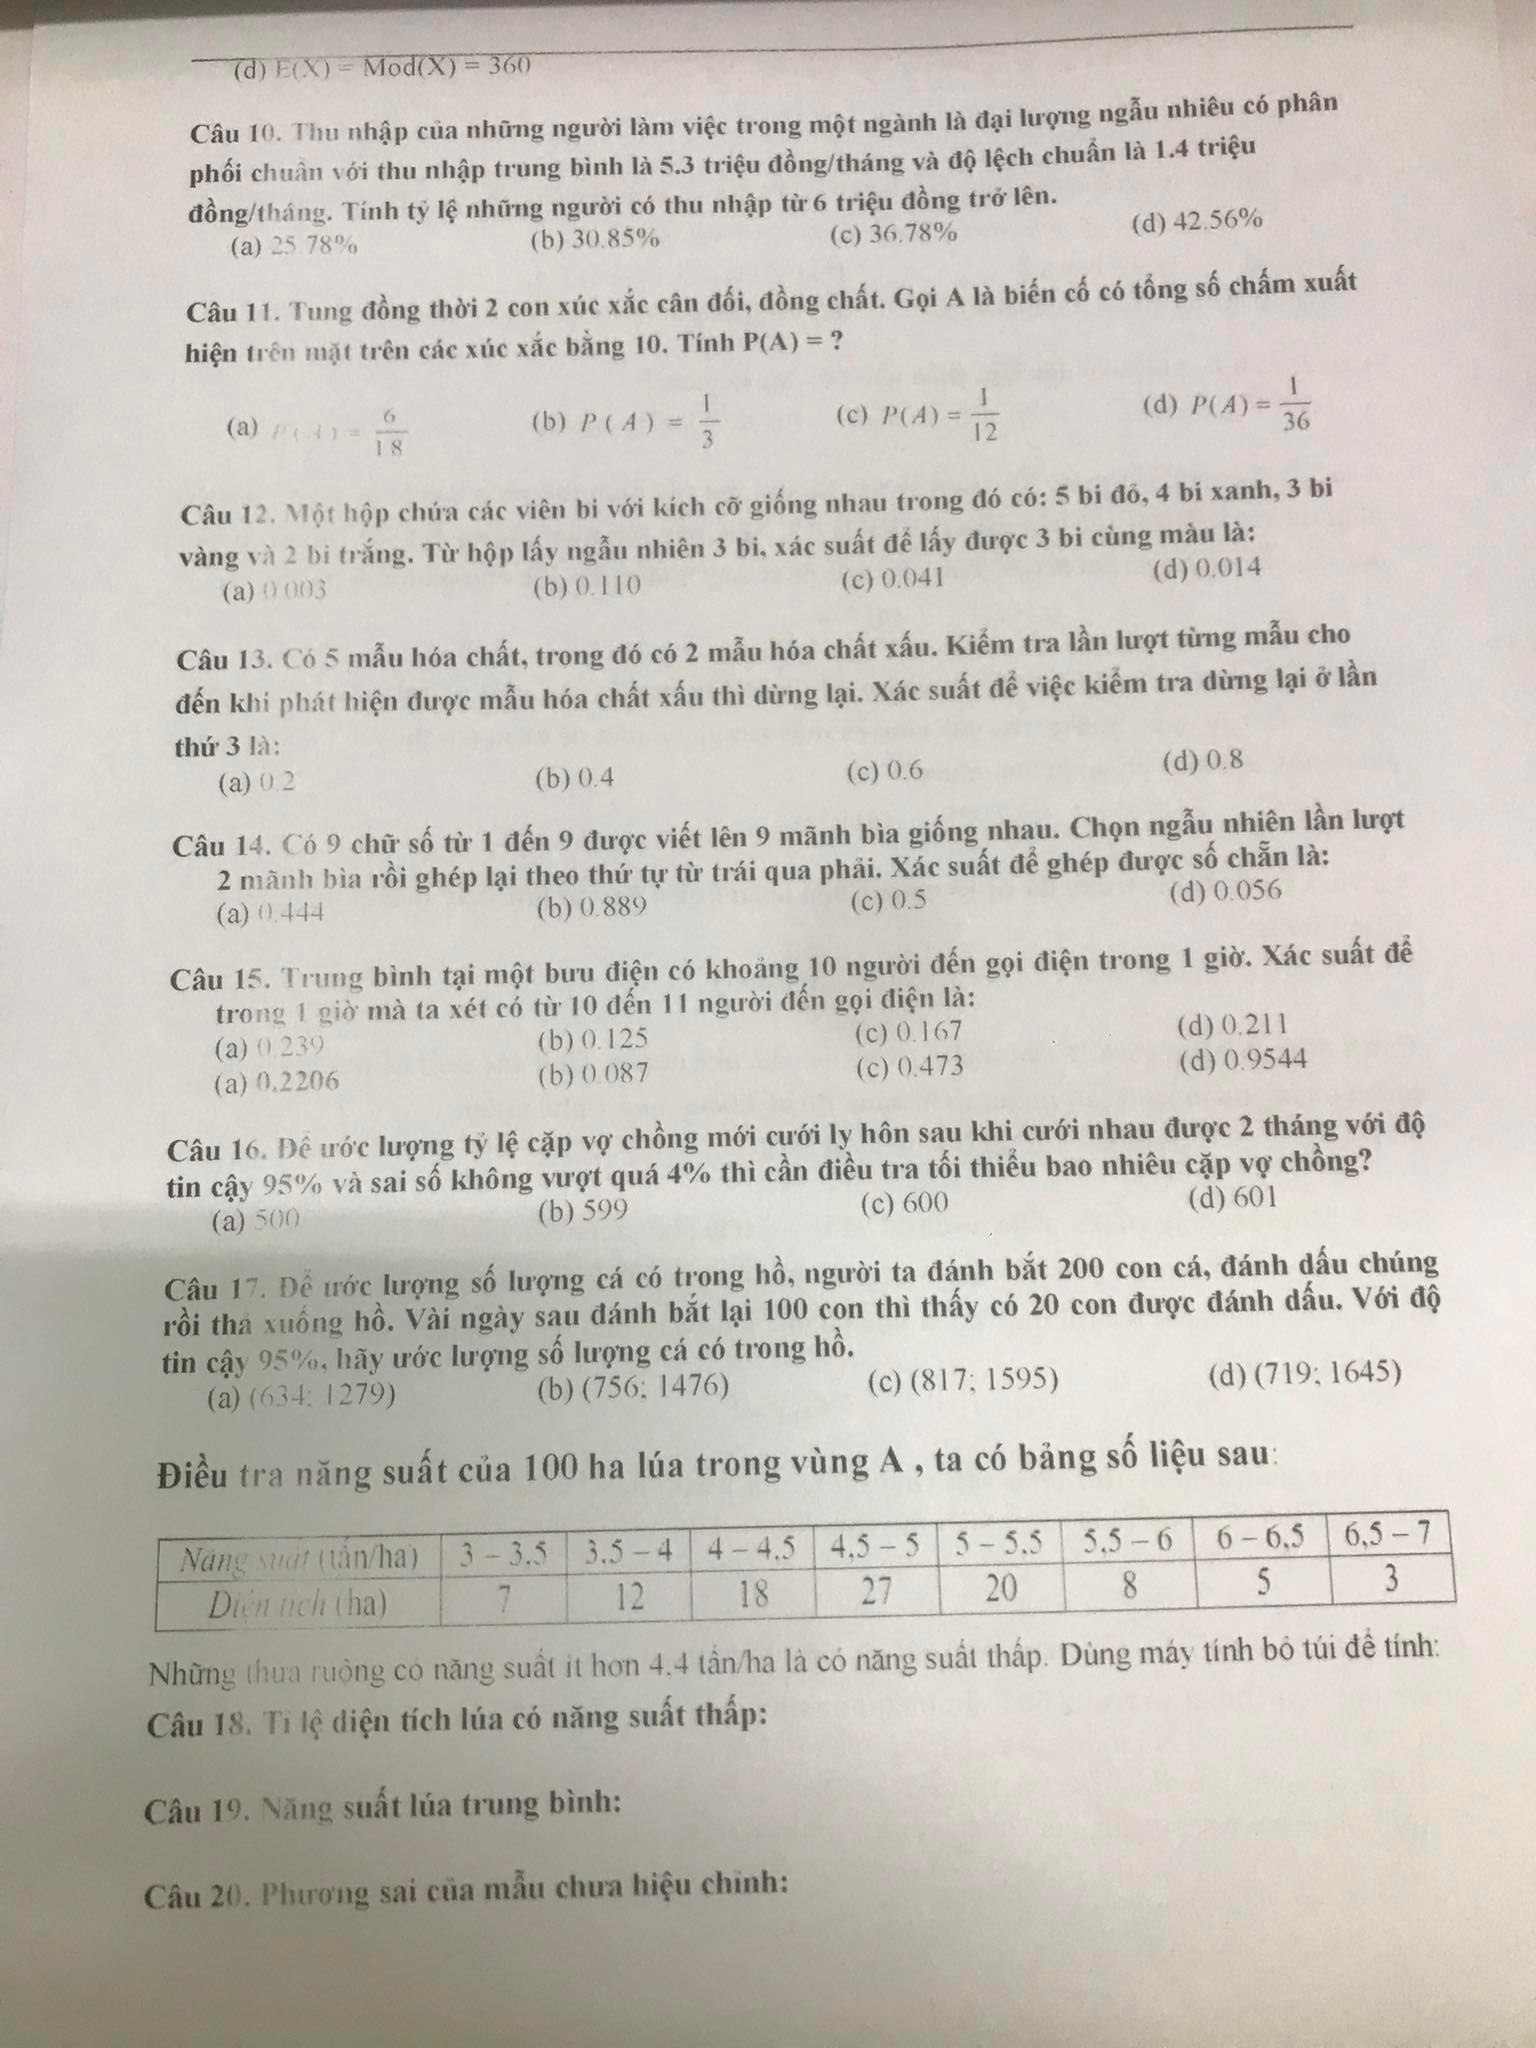 (d) E(X) = Mod(X) = 360
Câu 10. Thu nhập của những người làm việc trong một ngành là đại lượng ngẫu nhiêu có phân
phối chuẩn với thu nhập trung bình là 5.3 triệu đồng/tháng và độ lệch chuẩn là 1.4 triệu
đồng/tháng. Tính tỷ lệ những người có thu nhập từ 6 triệu đồng trở lên.
(a) 25.78% (b) 30.85% (c) 36.78% (d) 42.56%
Câu 11. Tung đồng thời 2 con xúc xắc cân đối, đồng chất. Gọi A là biến cố có tổng số chấm xuất
hiện trên mặt trên các xúc xắc bằng 10. Tính P(A) = ?
(a) P(A) = 6/18 (b) P(A) = 1/3 (c) P(A) = 1/12 (d) P(A) = 1/36
Câu 12. Một hộp chứa các viên bi với kích cỡ giống nhau trong đó có: 5 bi đỏ, 4 bi xanh, 3 bi
vàng và 2 bi trắng. Từ hộp lấy ngẫu nhiên 3 bi, xác suất để lấy được 3 bi cùng màu là:
(a) 0.003 (b) 0.110 (c) 0.041 (d) 0.014
Câu 13. Có 5 mẫu hóa chất, trong đó có 2 mẫu hóa chất xấu. Kiểm tra lần lượt từng mẫu cho
đến khi phát hiện được mẫu hóa chất xấu thì dừng lại. Xác suất để việc kiểm tra dừng lại ở lần
thứ 3 là:
(a) 0.2 (b) 0.4 (c) 0.6 (d) 0.8
Câu 14. Có 9 chữ số từ 1 đến 9 được viết lên 9 mãnh bìa giống nhau. Chọn ngẫu nhiên lần lượt
2 mãnh bìa rồi ghép lại theo thứ tự từ trái qua phải. Xác suất để ghép được số chẵn là:
(a) 0.444 (b) 0.889 (c) 0.5 (d) 0.056
Câu 15. Trung bình tại một bưu điện có khoảng 10 người đến gọi điện trong 1 giờ. Xác suất để
trong 1 giờ mà ta xét có từ 10 đến 11 người đến gọi điện là:
(a) 0.239 (b) 0.125 (c) 0.167 (d) 0.211
(a) 0.2206 (b) 0.087 (c) 0.473 (d) 0.9544
Câu 16. Để ước lượng tỷ lệ cặp vợ chồng mới cưới ly hôn sau khi cưới nhau được 2 tháng với độ
tin cậy 95% và sai số không vượt quá 4% thì cần điều tra tối thiểu bao nhiêu cặp vợ chồng?
(a) 500 (b) 599 (c) 600 (d) 601
Câu 17. Để ước lượng số lượng cá có trong hồ, người ta đánh bắt 200 con cá, đánh dấu chúng
rồi thả xuống hồ. Vài ngày sau đánh bắt lại 100 con thì thấy có 20 con được đánh dấu. Với độ
tin cậy 95%, hãy ước lượng số lượng cá có trong hồ.
(a) (634; 1279) (b) (756; 1476) (c) (817; 1595) (d) (719; 1645)
Điều tra năng suất của 100 ha lúa trong vùng A , ta có bảng số liệu sau:
Năng suất (tấn/ha) 3 – 3,5 3,5 – 4 4 – 4,5 4,5 – 5 5 – 5,5 5,5 – 6 6 – 6,5 6,5 – 7
Diện tích (ha) 7 12 18 27 20 8 5 3
Những thửa ruộng có năng suất ít hơn 4,4 tấn/ha là có năng suất thấp. Dùng máy tính bỏ túi để tính:
Câu 18. Tỉ lệ diện tích lúa có năng suất thấp:
Câu 19. Năng suất lúa trung bình:
Câu 20. Phương sai của mẫu chưa hiệu chỉnh: